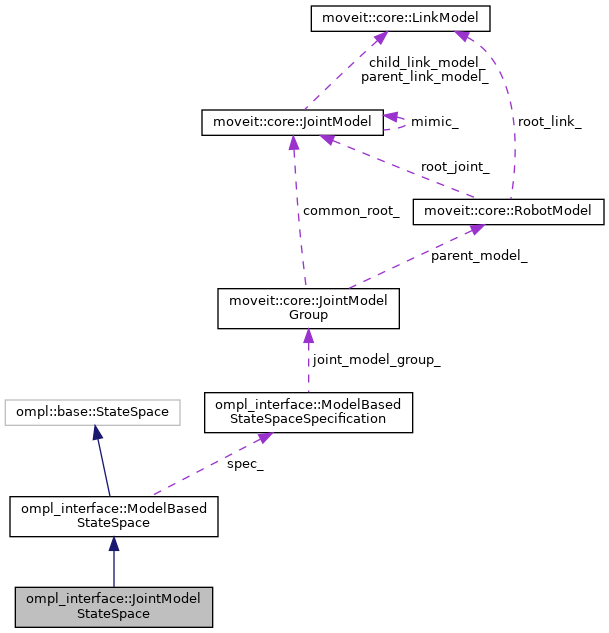 moveit::core::LinkModel
child_link_model_
parent_link_model_
moveit::core::JointModel
mimic_
root_link_
root_joint_
common_root_
moveit::core::RobotModel
parent_model_
moveit::core::JointModel
Group
joint_model_group_
ompl_interface::ModelBased
StateSpaceSpecification
ompl::base::StateSpace
spec_
ompl_interface::ModelBased
StateSpace
ompl_interface::JointModel
StateSpace